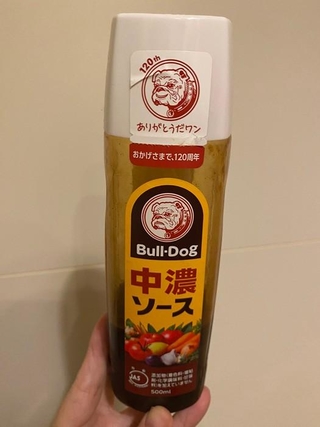 120th
ありがとうだワン
おかげさまで、120周年
Bull-Dog
中濃
ソース
JAS
500ml